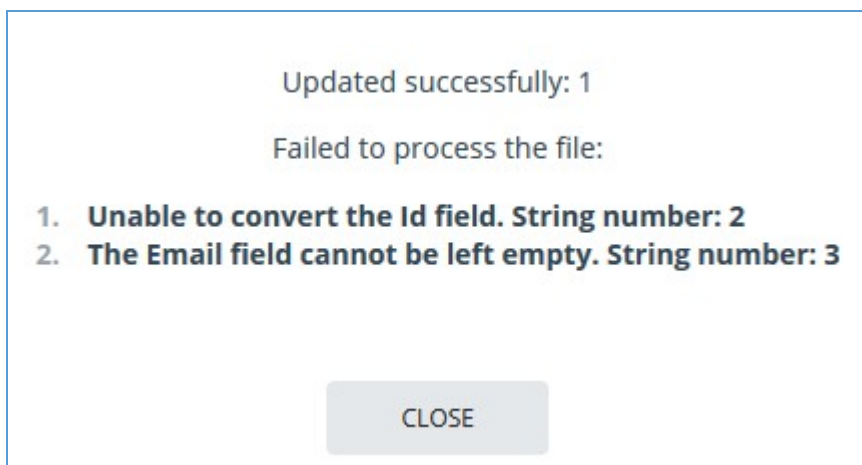 Updated successfully: 1
Failed to process the file:
1. Unable to convert the Id field. String number: 2
2. The Email field cannot be left empty. String number: 3
CLOSE